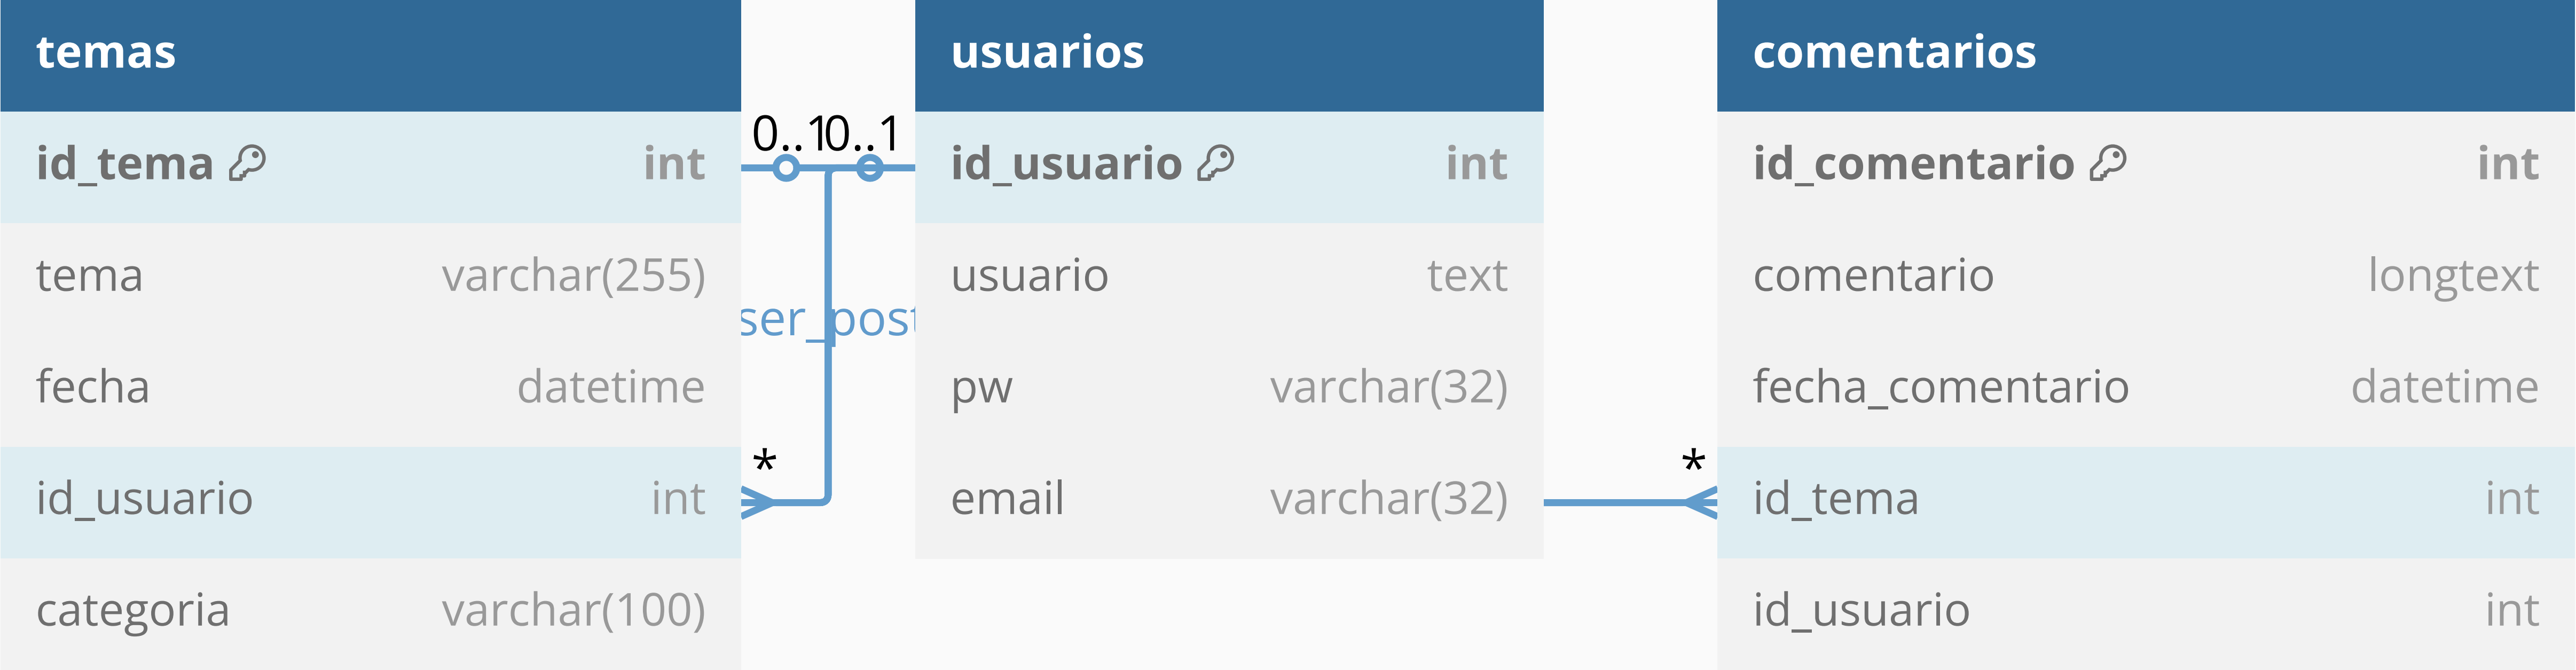 temas
id_tema int
tema varchar(255)
fecha datetime
id_usuario int
categoria varchar(100)
0..1 0..1
ser_post
*
usuarios
id_usuario int
usuario text
pw varchar(32)
email varchar(32)
*
comentarios
id_comentario int
comentario longtext
fecha_comentario datetime
id_tema int
id_usuario int